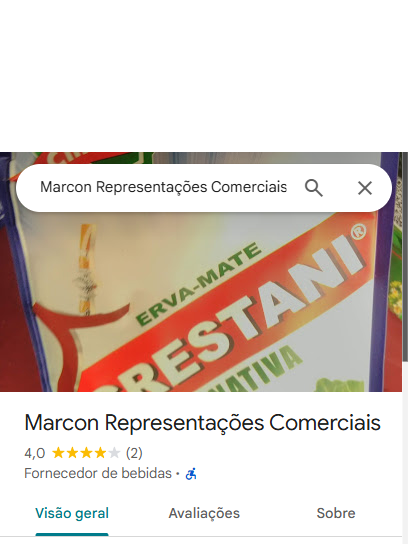 Marcon Representações Comerciais
ERVA-MATE
CRESTANI®
NATIVA
Marcon Representações Comerciais
4,0 (2)
Fornecedor de bebidas ·
Visão geral
Avaliações
Sobre